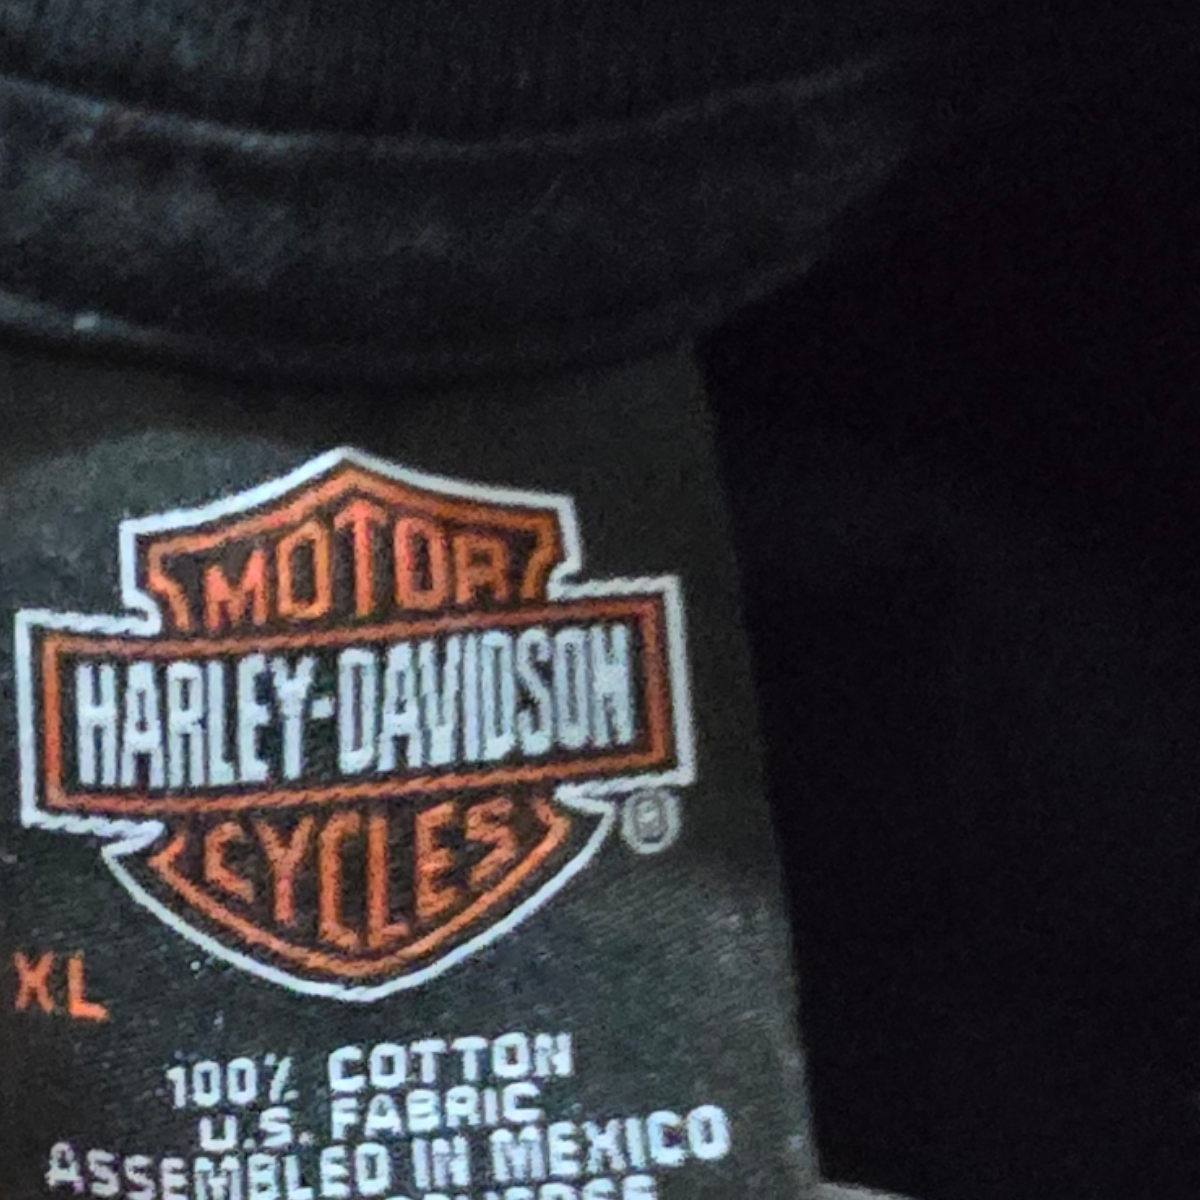 MOTOR
HARLEY-DAVIDSON
CYCLES
®
XL
100% COTTON
U.S. FABRIC
ASSEMBLED IN MEXICO